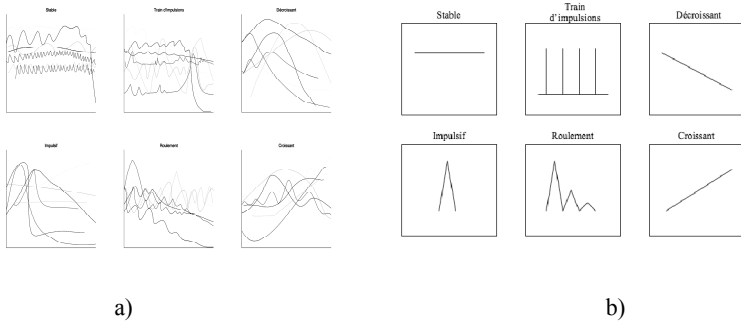 Stable
Train d'impulsions
Décroissant
Impulsif
Roulement
Croissant
a)
Stable
Train
d'impulsions
Décroissant
Impulsif
Roulement
Croissant
b)